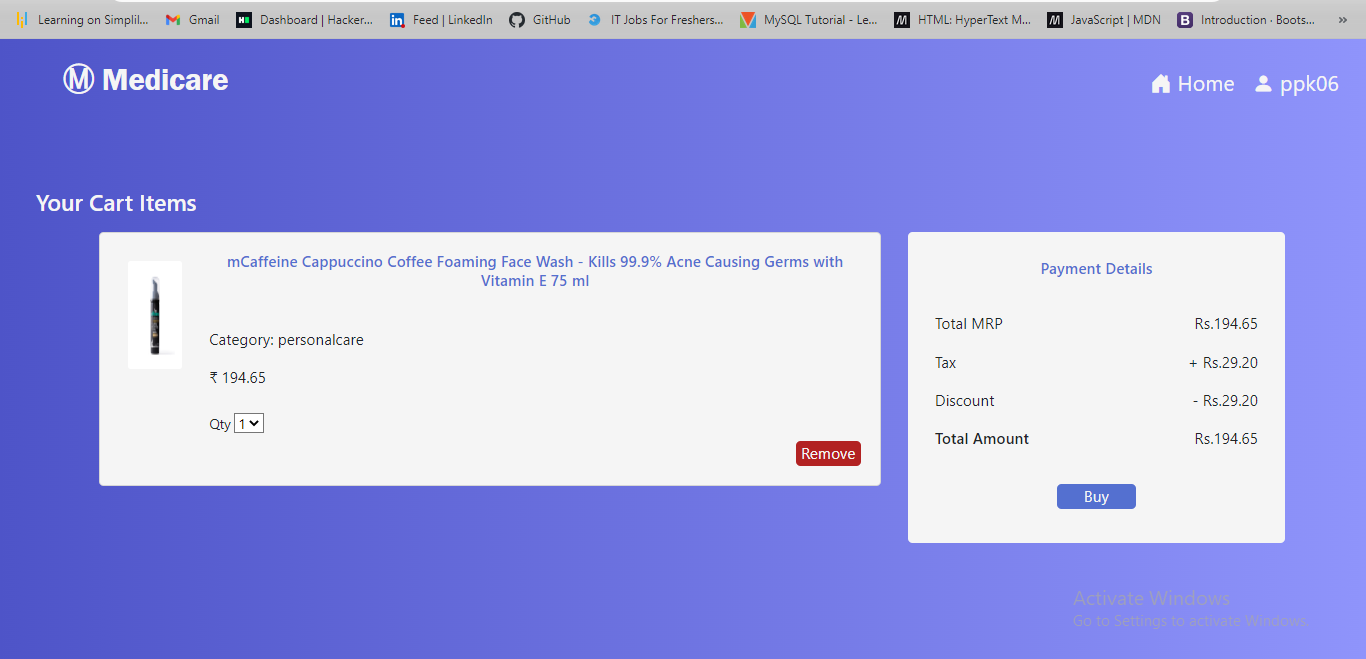 Learning on Simplil... Gmail Dashboard | Hacker... Feed | LinkedIn GitHub IT Jobs For Freshers... MySQL Tutorial - Le... HTML: HyperText M... JavaScript | MDN Introduction · Boots... »
Medicare
Home ppk06
Your Cart Items
mCaffeine Cappuccino Coffee Foaming Face Wash - Kills 99.9% Acne Causing Germs with
Vitamin E 75 ml
Category: personalcare
₹ 194.65
Qty 1
Remove
Payment Details
Total MRP Rs.194.65
Tax + Rs.29.20
Discount - Rs.29.20
Total Amount Rs.194.65
Buy
Activate Windows
Go to Settings to activate Windows.